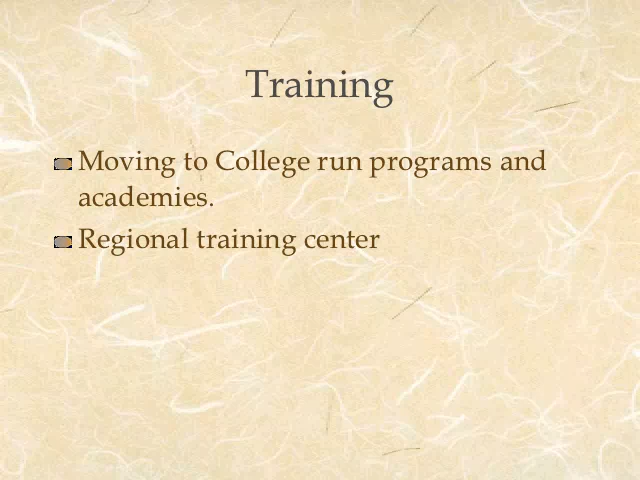 Training
Moving to College run programs and
academies.
Regional training center